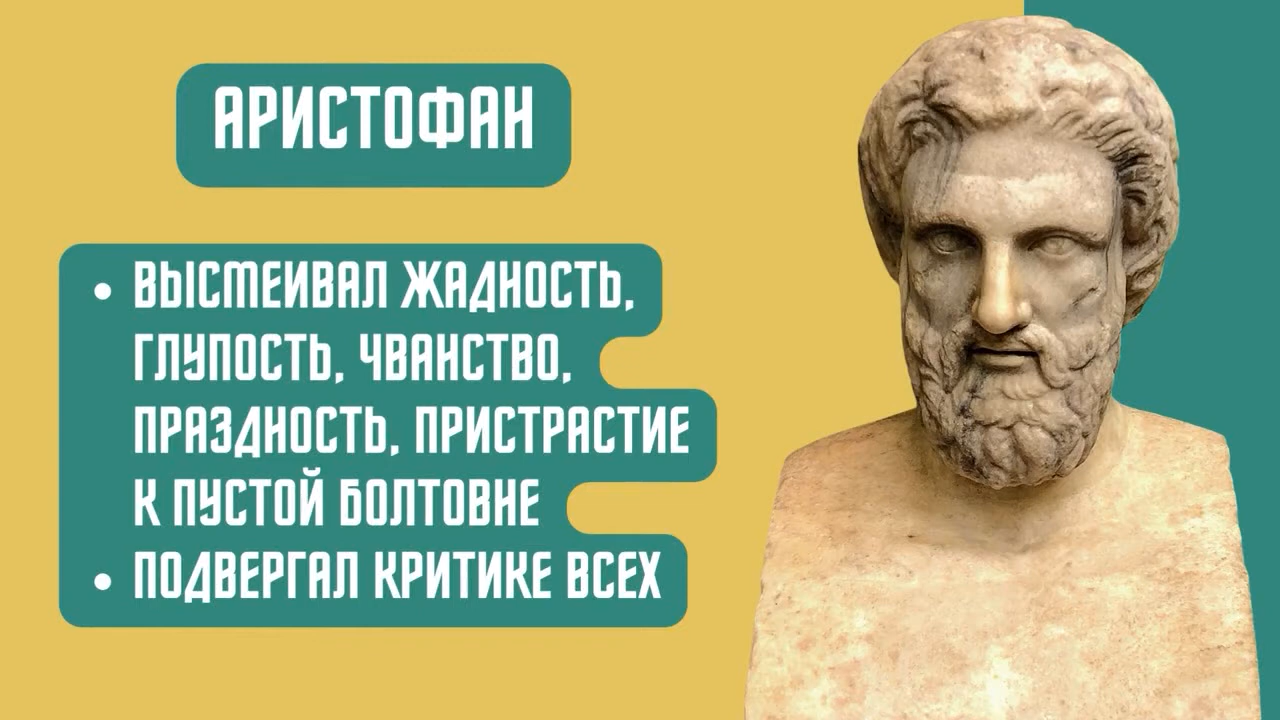 АРИСТОФАН
• ВЫСМЕИВАЛ ЖАДНОСТЬ,
ГЛУПОСТЬ, ЧВАНСТВО,
ПРАЗДНОСТЬ, ПРИСТРАСТИЕ
К ПУСТОЙ БОЛТОВНЕ
• ПОДВЕРГАЛ КРИТИКЕ ВСЕХ